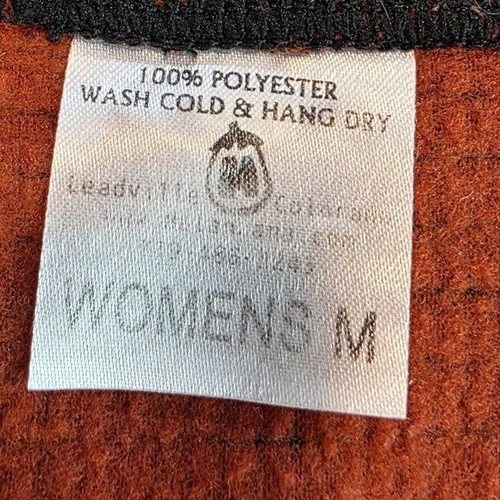 100% POLYESTER
WASH COLD & HANG DRY
Leadville Colorado
WOMENS M